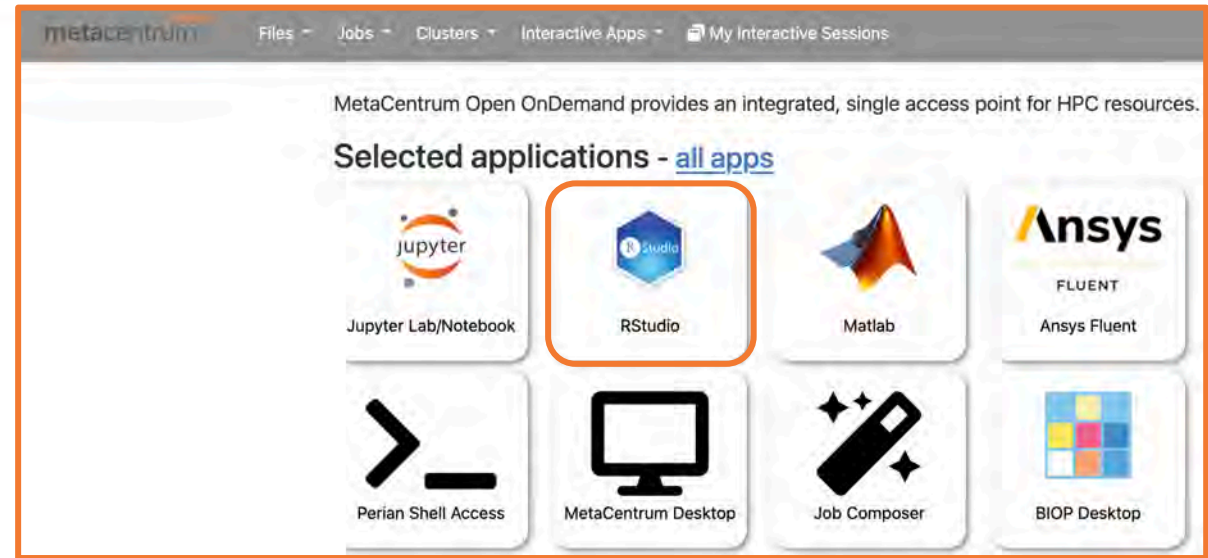 metacentrum Files Jobs Clusters Interactive Apps My Interactive Sessions
MetaCentrum Open OnDemand provides an integrated, single access point for HPC resources.
Selected applications - all apps
jupyter
R Studio
Ansys
FLUENT
Jupyter Lab/Notebook
RStudio
Matlab
Ansys Fluent
Perian Shell Access
MetaCentrum Desktop
Job Composer
BIOP Desktop